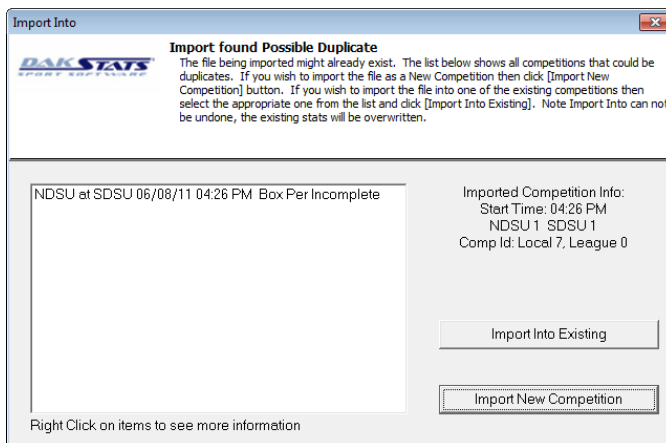 Import Into
DAK STATS
SPORT SOFTWARE
Import found Possible Duplicate
The file being imported might already exist. The list below shows all competitions that could be
duplicates. If you wish to import the file as a New Competition then click [Import New
Competition] button. If you wish to import the file into one of the existing competitions then
select the appropriate one from the list and click [Import Into Existing]. Note Import Into can not
be undone, the existing stats will be overwritten.
NDSU at SDSU 06/08/11 04:26 PM Box Per Incomplete
Imported Competition Info:
Start Time: 04:26 PM
NDSU 1 SDSU 1
Comp Id: Local 7, League 0
Import Into Existing
Import New Competition
Right Click on items to see more information